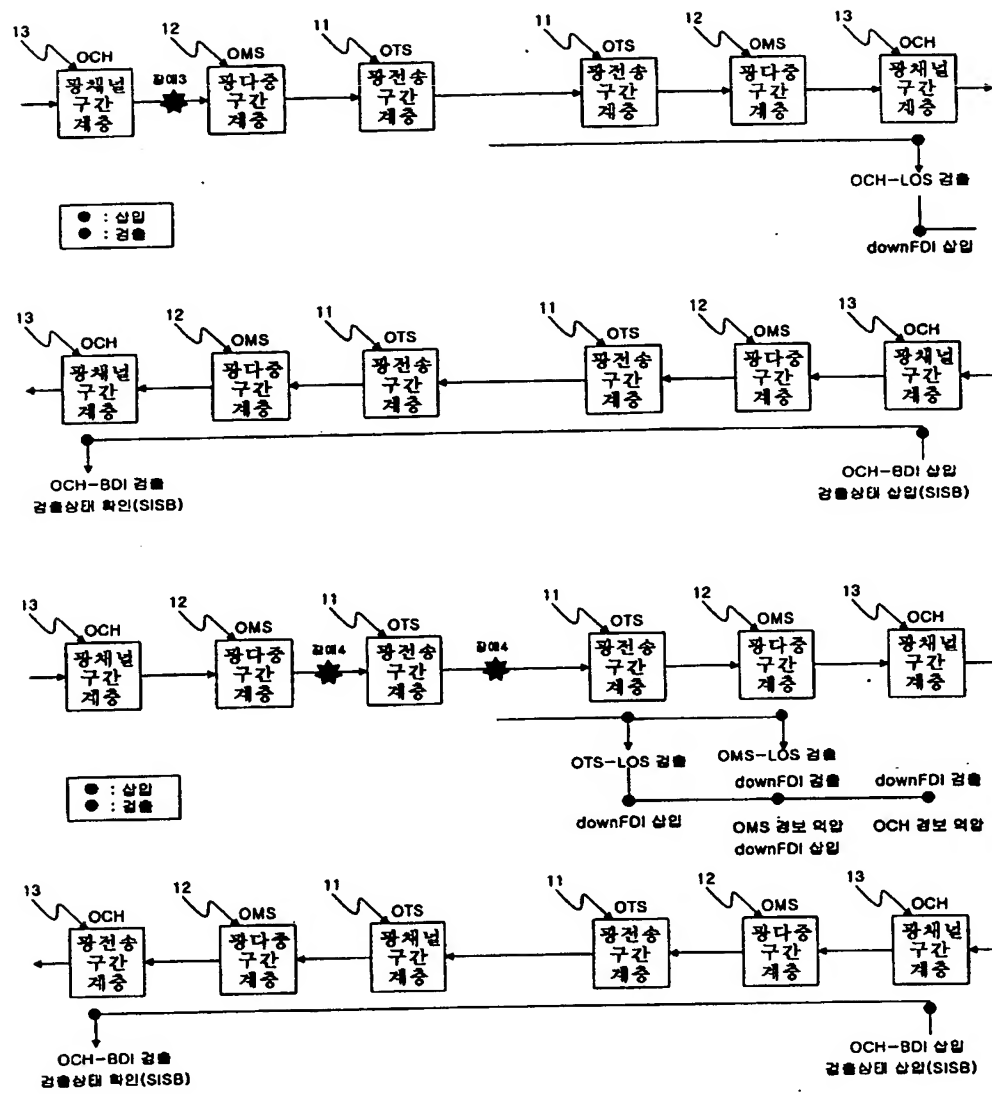 13 OCH 12 OMS 11 OTS 11 OTS 12 OMS 13 OCH
광채널 구간 계층
장애3
광다중 구간 계층
광전송 구간 계층
광전송 구간 계층
광다중 구간 계층
광채널 구간 계층
OCH-LOS 검출
downFDI 삽입
● : 삽입
● : 검출
13 OCH 12 OMS 11 OTS 11 OTS 12 OMS 13 OCH
광채널 구간 계층
광다중 구간 계층
광전송 구간 계층
광전송 구간 계층
광다중 구간 계층
광채널 구간 계층
OCH-BDI 검출
검출상태 확인(SISB)
OCH-BDI 삽입
검출상태 삽입(SISB)
13 OCH 12 OMS 11 OTS 11 OTS 12 OMS 13 OCH
광채널 구간 계층
광다중 구간 계층
장애4
광전송 구간 계층
장애4
광전송 구간 계층
광다중 구간 계층
광채널 구간 계층
OTS-LOS 검출
OMS-LOS 검출
downFDI 검출
downFDI 검출
downFDI 삽입
OMS 경보 억압
OCH 경보 억압
downFDI 삽입
● : 삽입
● : 검출
13 OCH 12 OMS 11 OTS 11 OTS 12 OMS 13 OCH
광전송 구간 계층
광다중 구간 계층
광채널 구간 계층
광전송 구간 계층
광다중 구간 계층
광채널 구간 계층
OCH-BDI 검출
검출상태 확인(SISB)
OCH-BDI 삽입
검출상태 삽입(SISB)